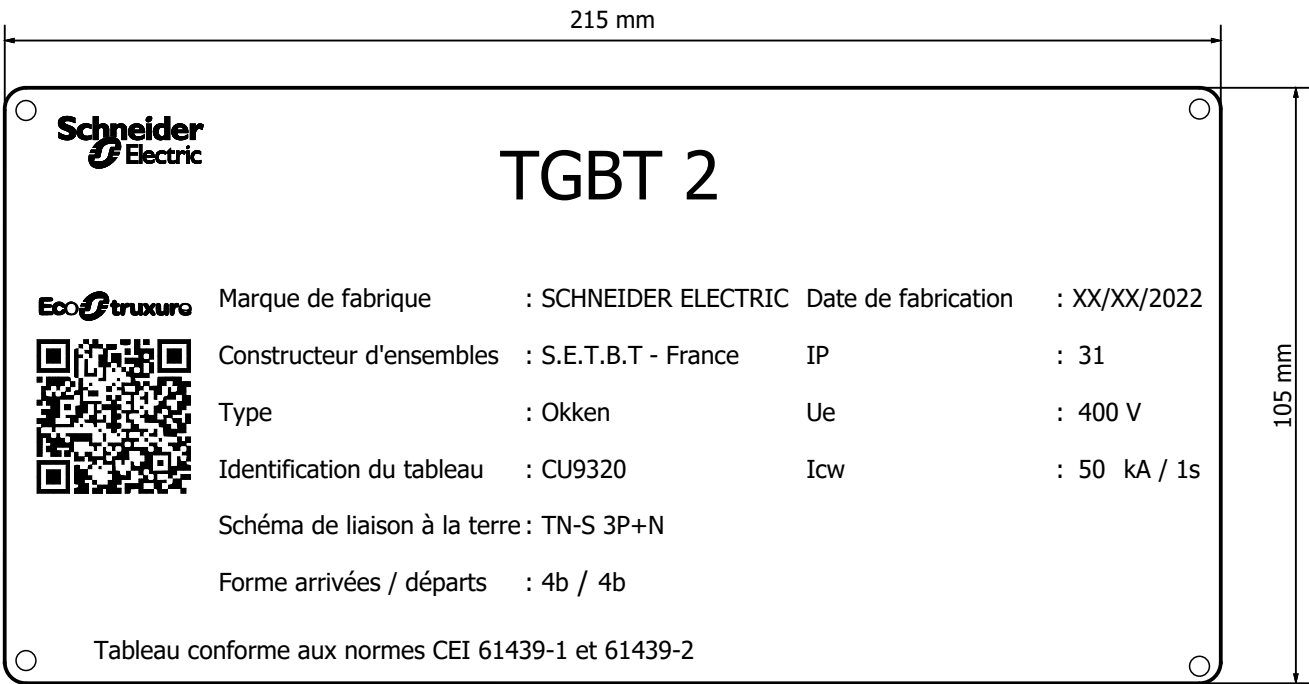 215 mm
Schneider
Electric
TGBT 2
EcoStruxure
Marque de fabrique : SCHNEIDER ELECTRIC Date de fabrication : XX/XX/2022
Constructeur d'ensembles : S.E.T.B.T - France IP : 31
Type : Okken Ue : 400 V
Identification du tableau : CU9320 Icw : 50 kA / 1s
Schéma de liaison à la terre : TN-S 3P+N
Forme arrivées / départs : 4b / 4b
Tableau conforme aux normes CEI 61439-1 et 61439-2
105 mm